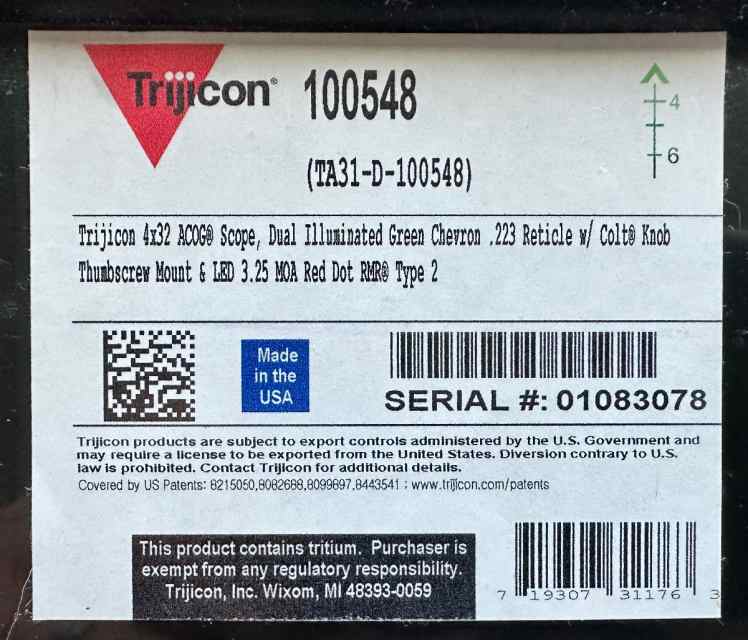 Trijicon® 100548
4
(TA31-D-100548)
6
Trijicon 4x32 ACOG® Scope, Dual Illuminated Green Chevron .223 Reticle w/ Colt® Knob
Thumbscrew Mount & LED 3.25 MOA Red Dot RMR® Type 2
Made
in the
USA
SERIAL #: 01083078
Trijicon products are subject to export controls administered by the U.S. Government and
may require a license to be exported from the United States. Diversion contrary to U.S.
law is prohibited. Contact Trijicon for additional details.
Covered by US Patents: 8215050,8082688,8099897,8443541 ; www.trijicon.com/patents
This product contains tritium. Purchaser is
exempt from any regulatory responsibility.
Trijicon, Inc. Wixom, MI 48393-0059
7 19307 31176 3